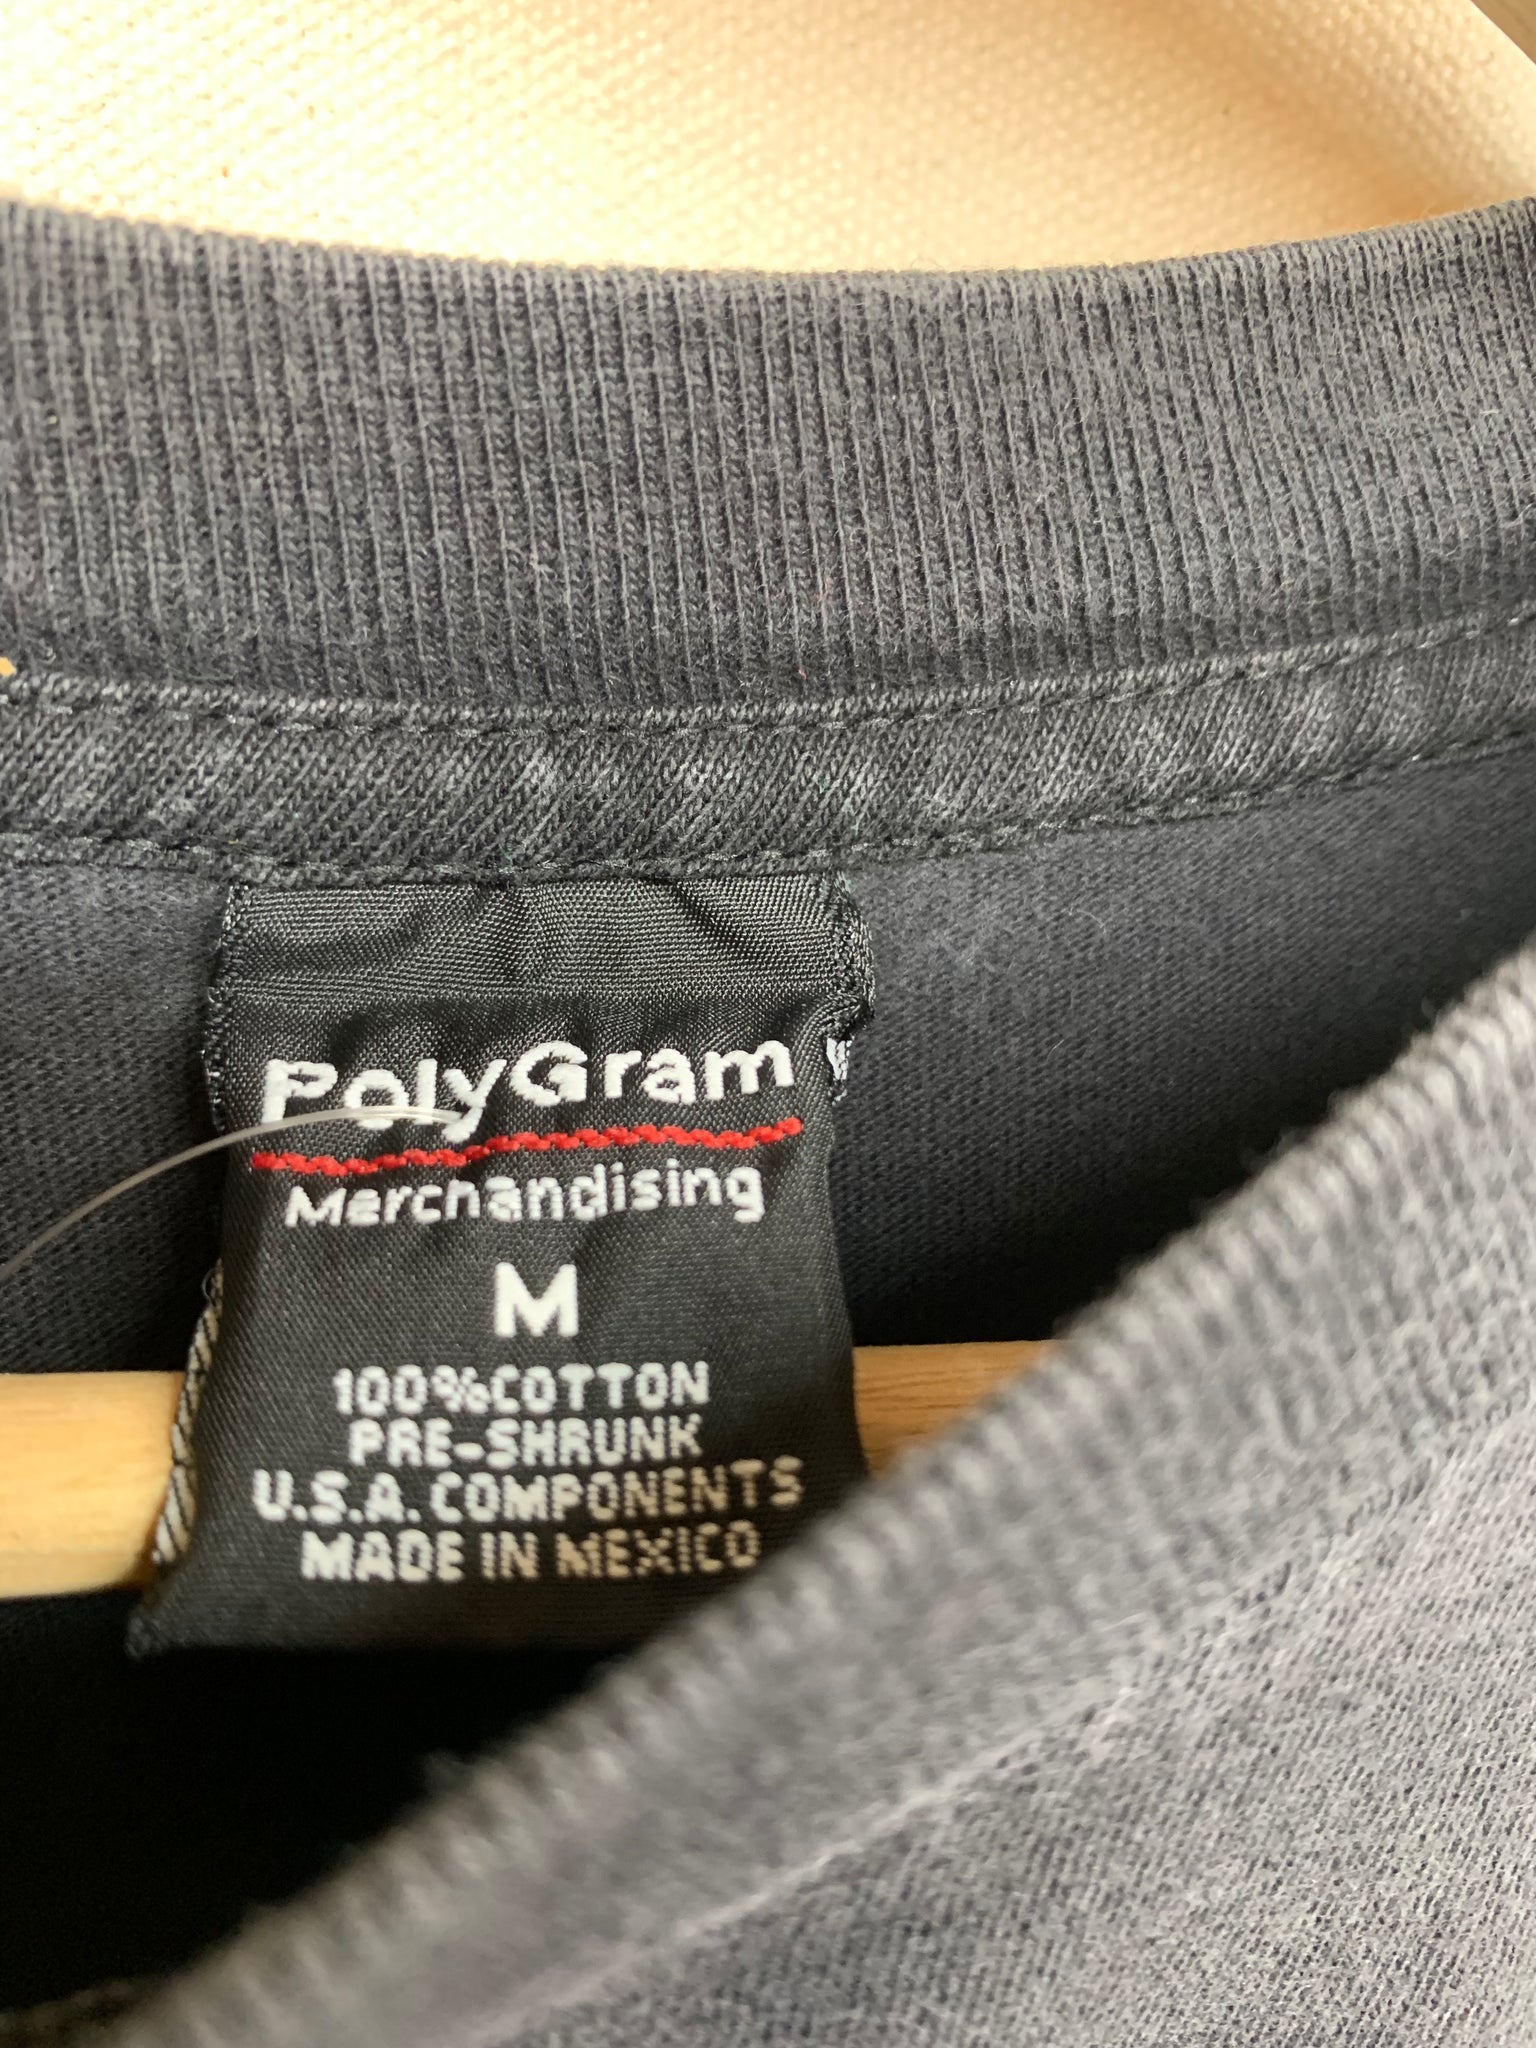 PolyGram
Merchandising
M
100%COTTON
PRE-SHRUNK
U.S.A. COMPONENTS
MADE IN MEXICO